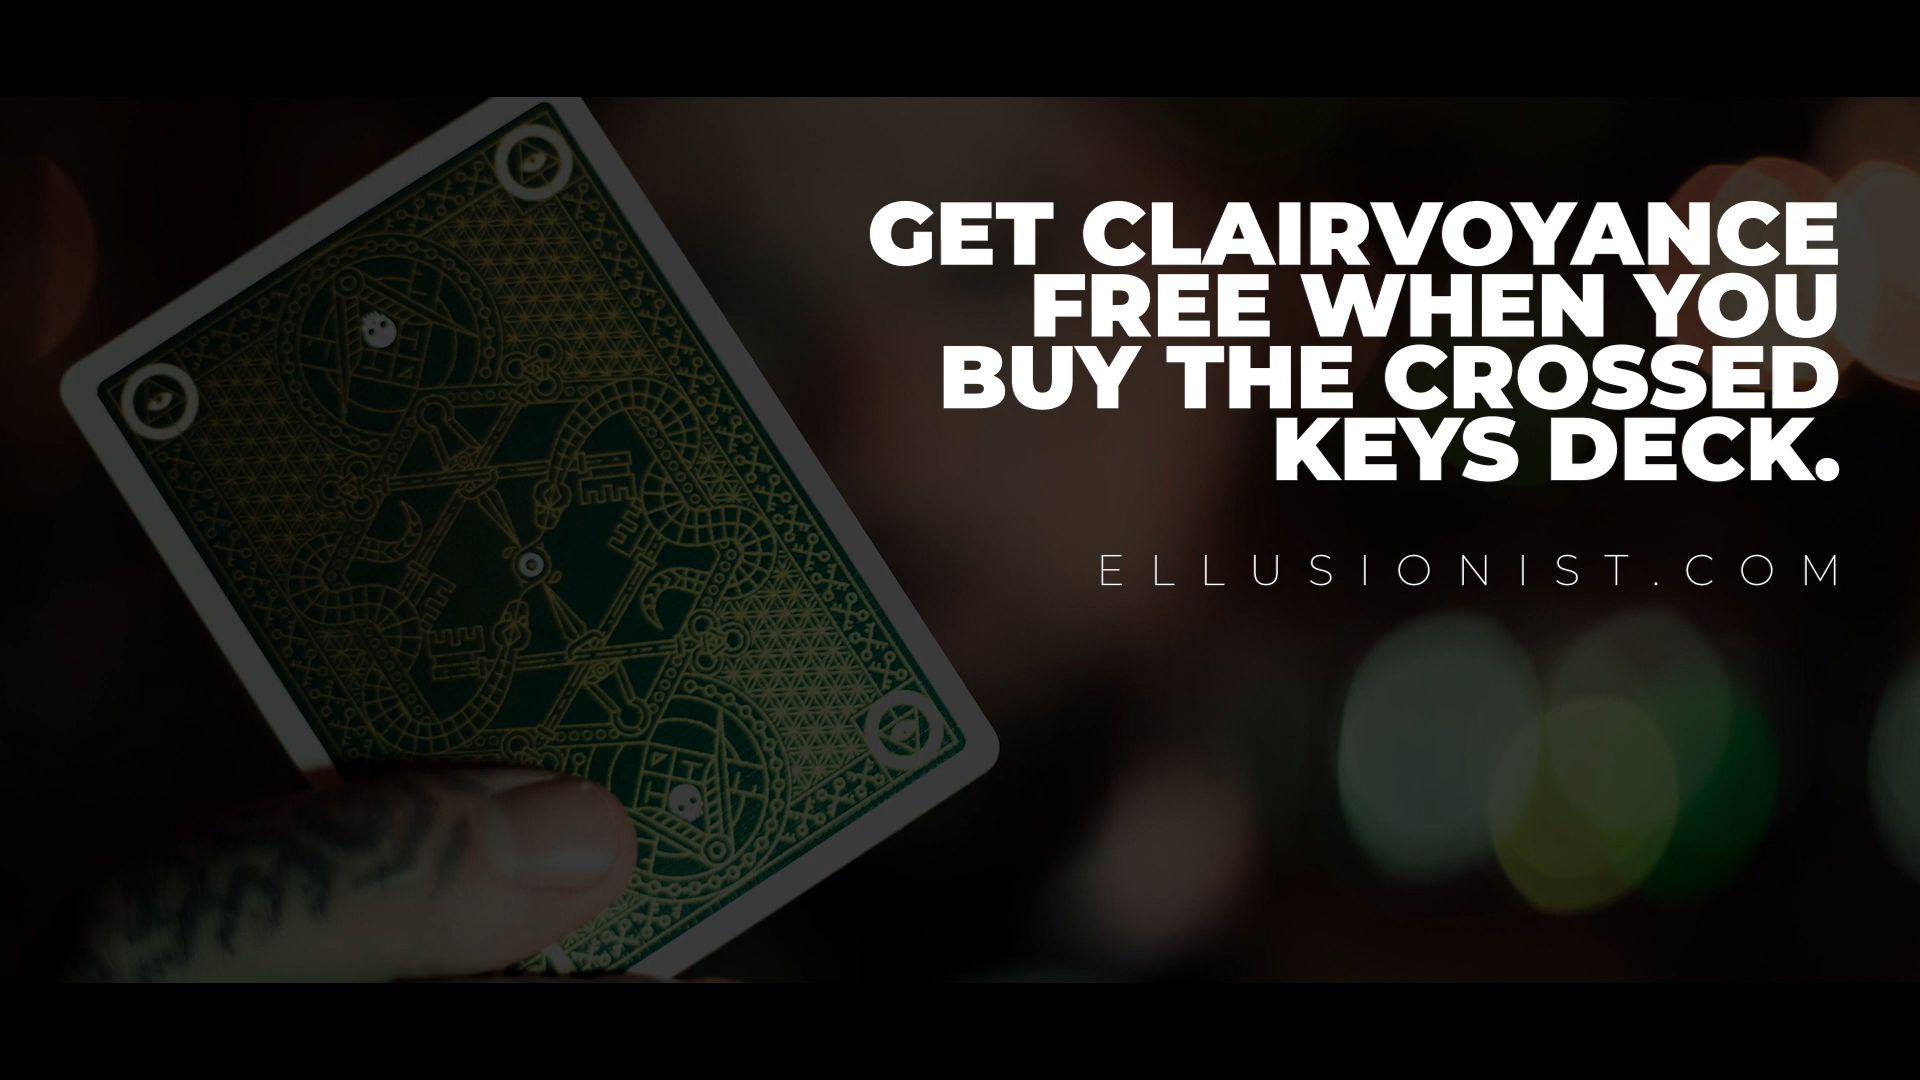 GET CLAIRVOYANCE
FREE WHEN YOU
BUY THE CROSSED
KEYS DECK.
ELLUSIONIST.COM